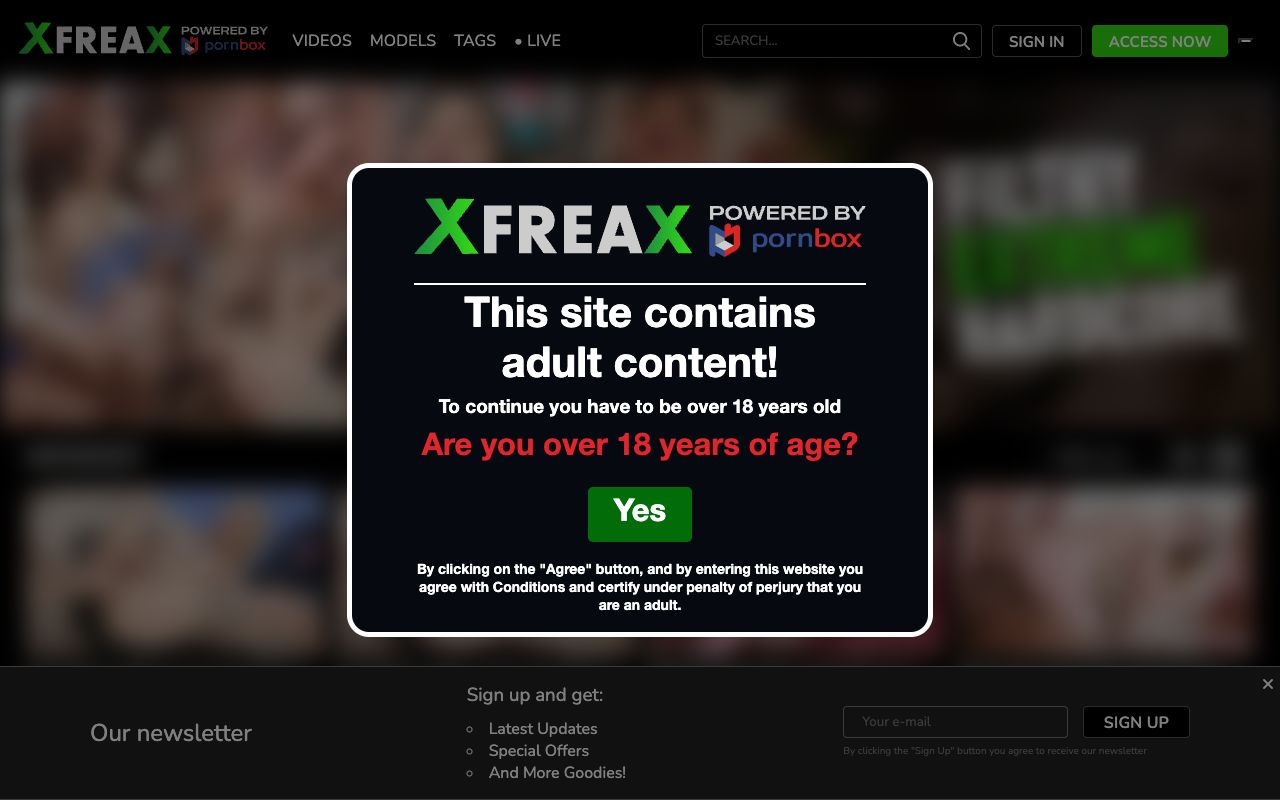 XFREAX POWERED BY pornbox VIDEOS MODELS TAGS • LIVE SEARCH... SIGN IN ACCESS NOW
FILTHY
EXTREME
HARDCORE
XFREAX POWERED BY
pornbox
This site contains
adult content!
To continue you have to be over 18 years old
Are you over 18 years of age?
Yes
By clicking on the "Agree" button, and by entering this website you
agree with Conditions and certify under penalty of perjury that you
are an adult.
Our newsletter
Sign up and get:
Latest Updates
Special Offers
And More Goodies!
Your e-mail
SIGN UP
By clicking the "Sign Up" button you agree to receive our newsletter